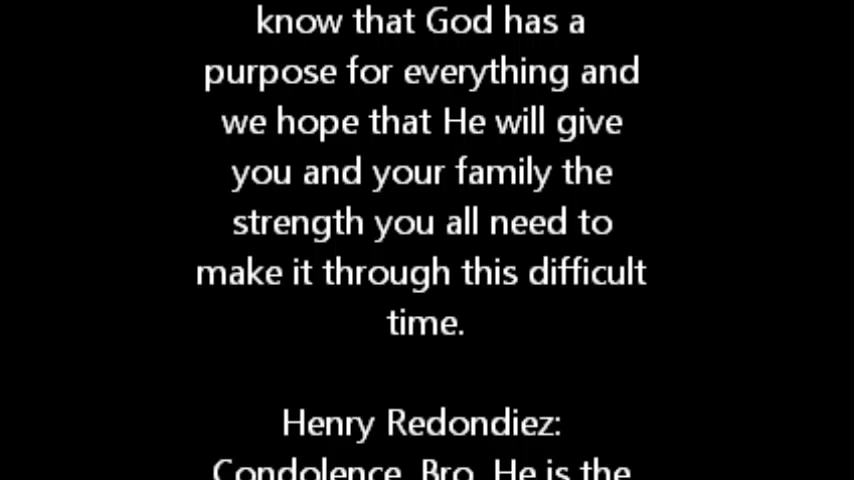 know that God has a
purpose for everything and
we hope that He will give
you and your family the
strength you all need to
make it through this difficult
time.
Henry Redondiez:
Condolence Bro. He is the